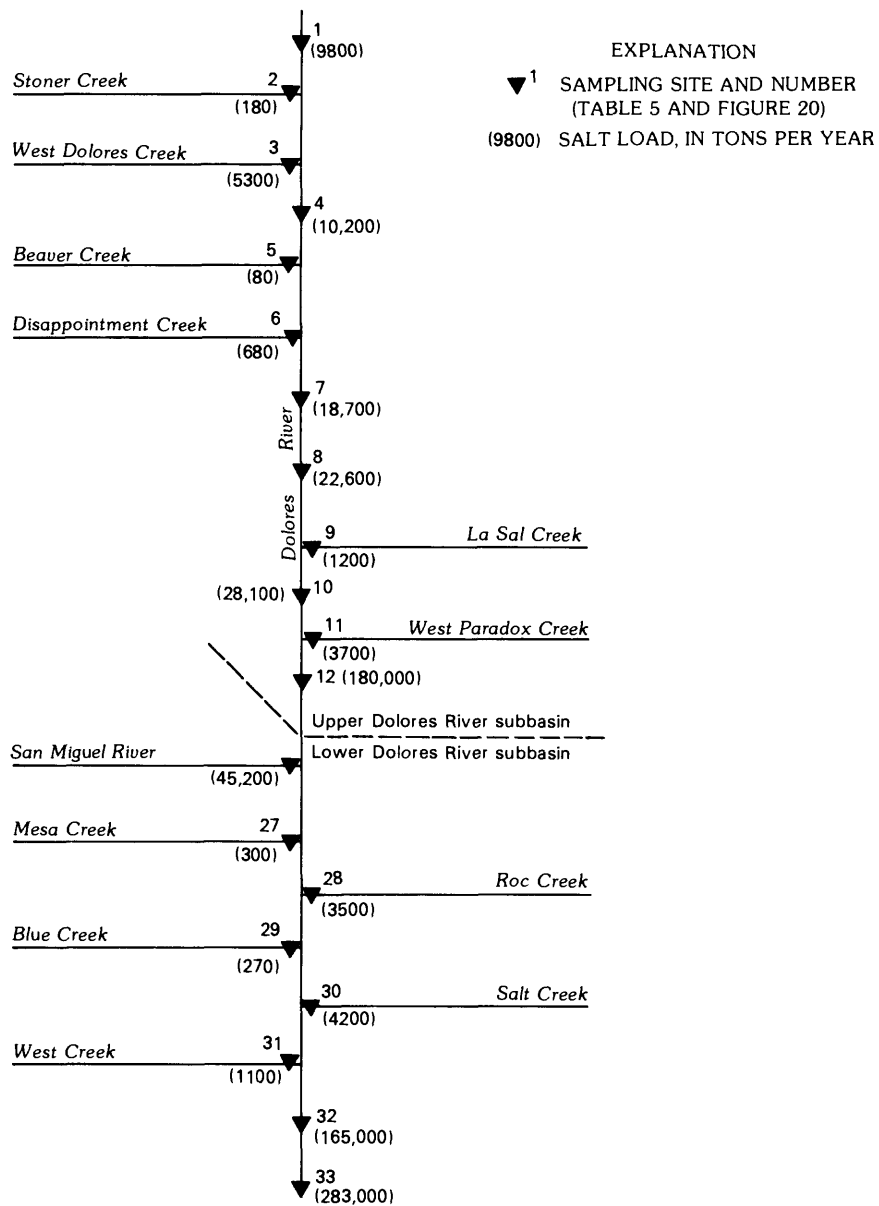 1
(9800)
EXPLANATION
1 SAMPLING SITE AND NUMBER
(TABLE 5 AND FIGURE 20)
(9800) SALT LOAD, IN TONS PER YEAR
Stoner Creek 2
(180)
West Dolores Creek 3
(5300)
4
(10,200)
Beaver Creek 5
(80)
Disappointment Creek 6
(680)
7
(18,700)
Dolores River
8
(22,600)
9 La Sal Creek
(1200)
(28,100) 10
11 West Paradox Creek
(3700)
12 (180,000)
Upper Dolores River subbasin
Lower Dolores River subbasin
San Miguel River
(45,200)
Mesa Creek 27
(300)
28 Roc Creek
(3500)
Blue Creek 29
(270)
30 Salt Creek
(4200)
West Creek 31
(1100)
32
(165,000)
33
(283,000)